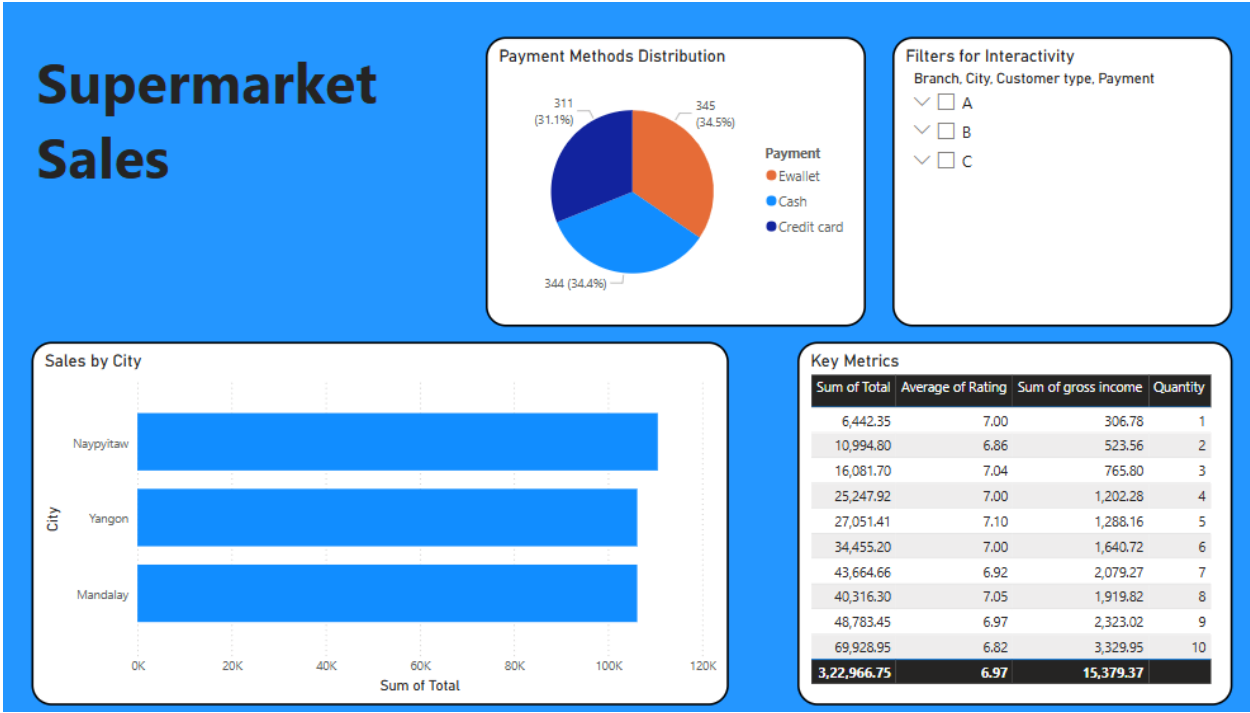 Supermarket
Sales
Payment Methods Distribution
311
(31.1%)
345
(34.5%)
344 (34.4%)
Payment
Ewallet
Cash
Credit card
Filters for Interactivity
Branch, City, Customer type, Payment
A
B
C
Sales by City
City
Naypyitaw
Yangon
Mandalay
0K 20K 40K 60K 80K 100K 120K
Sum of Total
Key Metrics
Sum of Total Average of Rating Sum of gross income Quantity
6,442.35 7.00 306.78 1
10,994.80 6.86 523.56 2
16,081.70 7.04 765.80 3
25,247.92 7.00 1,202.28 4
27,051.41 7.10 1,288.16 5
34,455.20 7.00 1,640.72 6
43,664.66 6.92 2,079.27 7
40,316.30 7.05 1,919.82 8
48,783.45 6.97 2,323.02 9
69,928.95 6.82 3,329.95 10
3,22,966.75 6.97 15,379.37